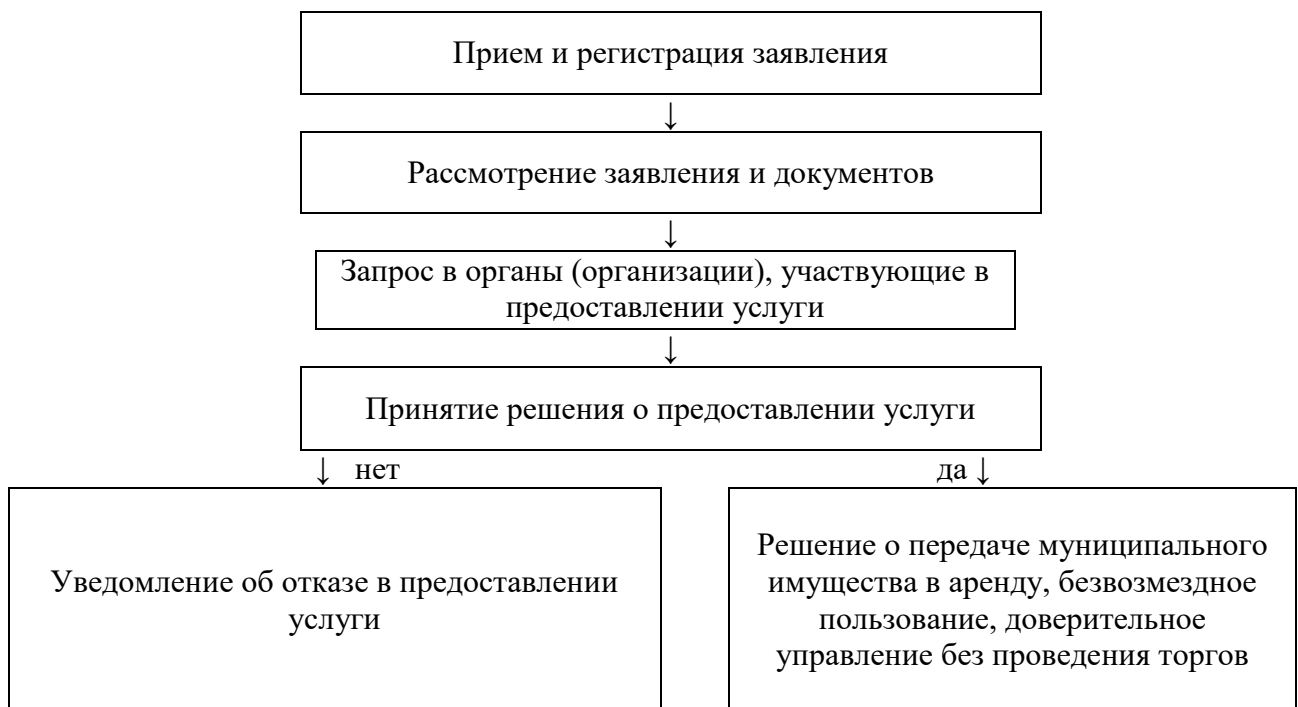 Прием и регистрация заявления
↓
Рассмотрение заявления и документов
↓
Запрос в органы (организации), участвующие в
предоставлении услуги
↓
Принятие решения о предоставлении услуги
↓ нет
да ↓
Уведомление об отказе в предоставлении
услуги
Решение о передаче муниципального
имущества в аренду, безвозмездное
пользование, доверительное
управление без проведения торгов